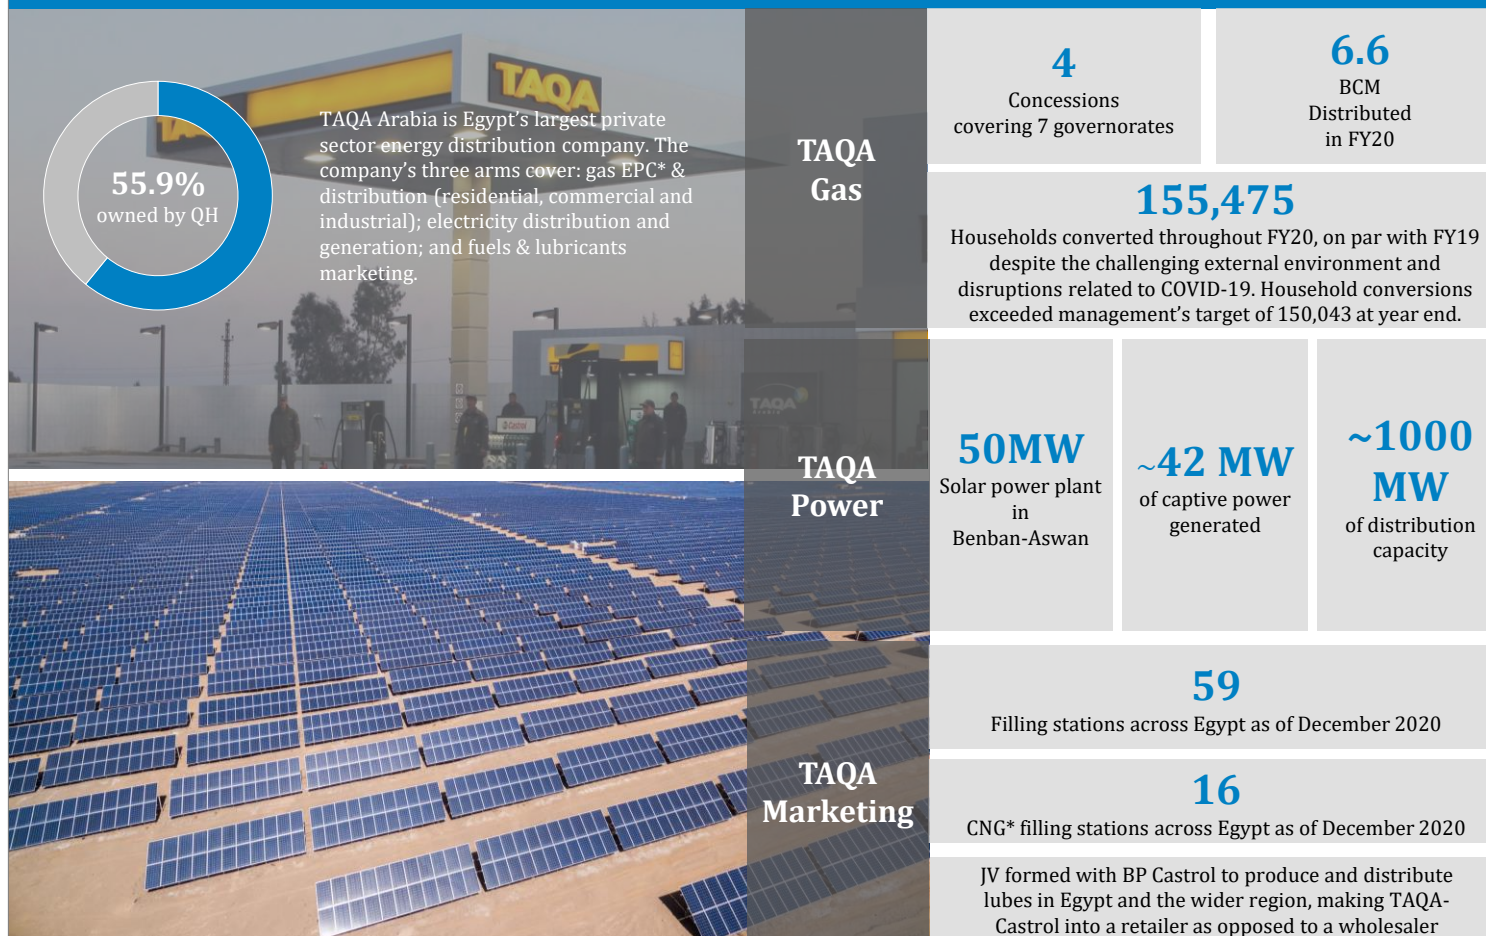 TAQA
TAQA
55.9%
owned by QH
TAQA Arabia is Egypt's largest private
sector energy distribution company. The
company's three arms cover: gas EPC* &
distribution (residential, commercial and
industrial); electricity distribution and
generation; and fuels & lubricants
marketing.
TAQA
Gas
4
Concessions
covering 7 governorates
6.6
BCM
Distributed
in FY20
155,475
Households converted throughout FY20, on par with FY19
despite the challenging external environment and
disruptions related to COVID-19. Household conversions
exceeded management's target of 150,043 at year end.
TAQA
Castrol
TAQA
Power
50MW
Solar power plant
in
Benban-Aswan
~42 MW
of captive power
generated
~1000
MW
of distribution
capacity
TAQA
Marketing
59
Filling stations across Egypt as of December 2020
16
CNG* filling stations across Egypt as of December 2020
JV formed with BP Castrol to produce and distribute
lubes in Egypt and the wider region, making TAQA-
Castrol into a retailer as opposed to a wholesaler